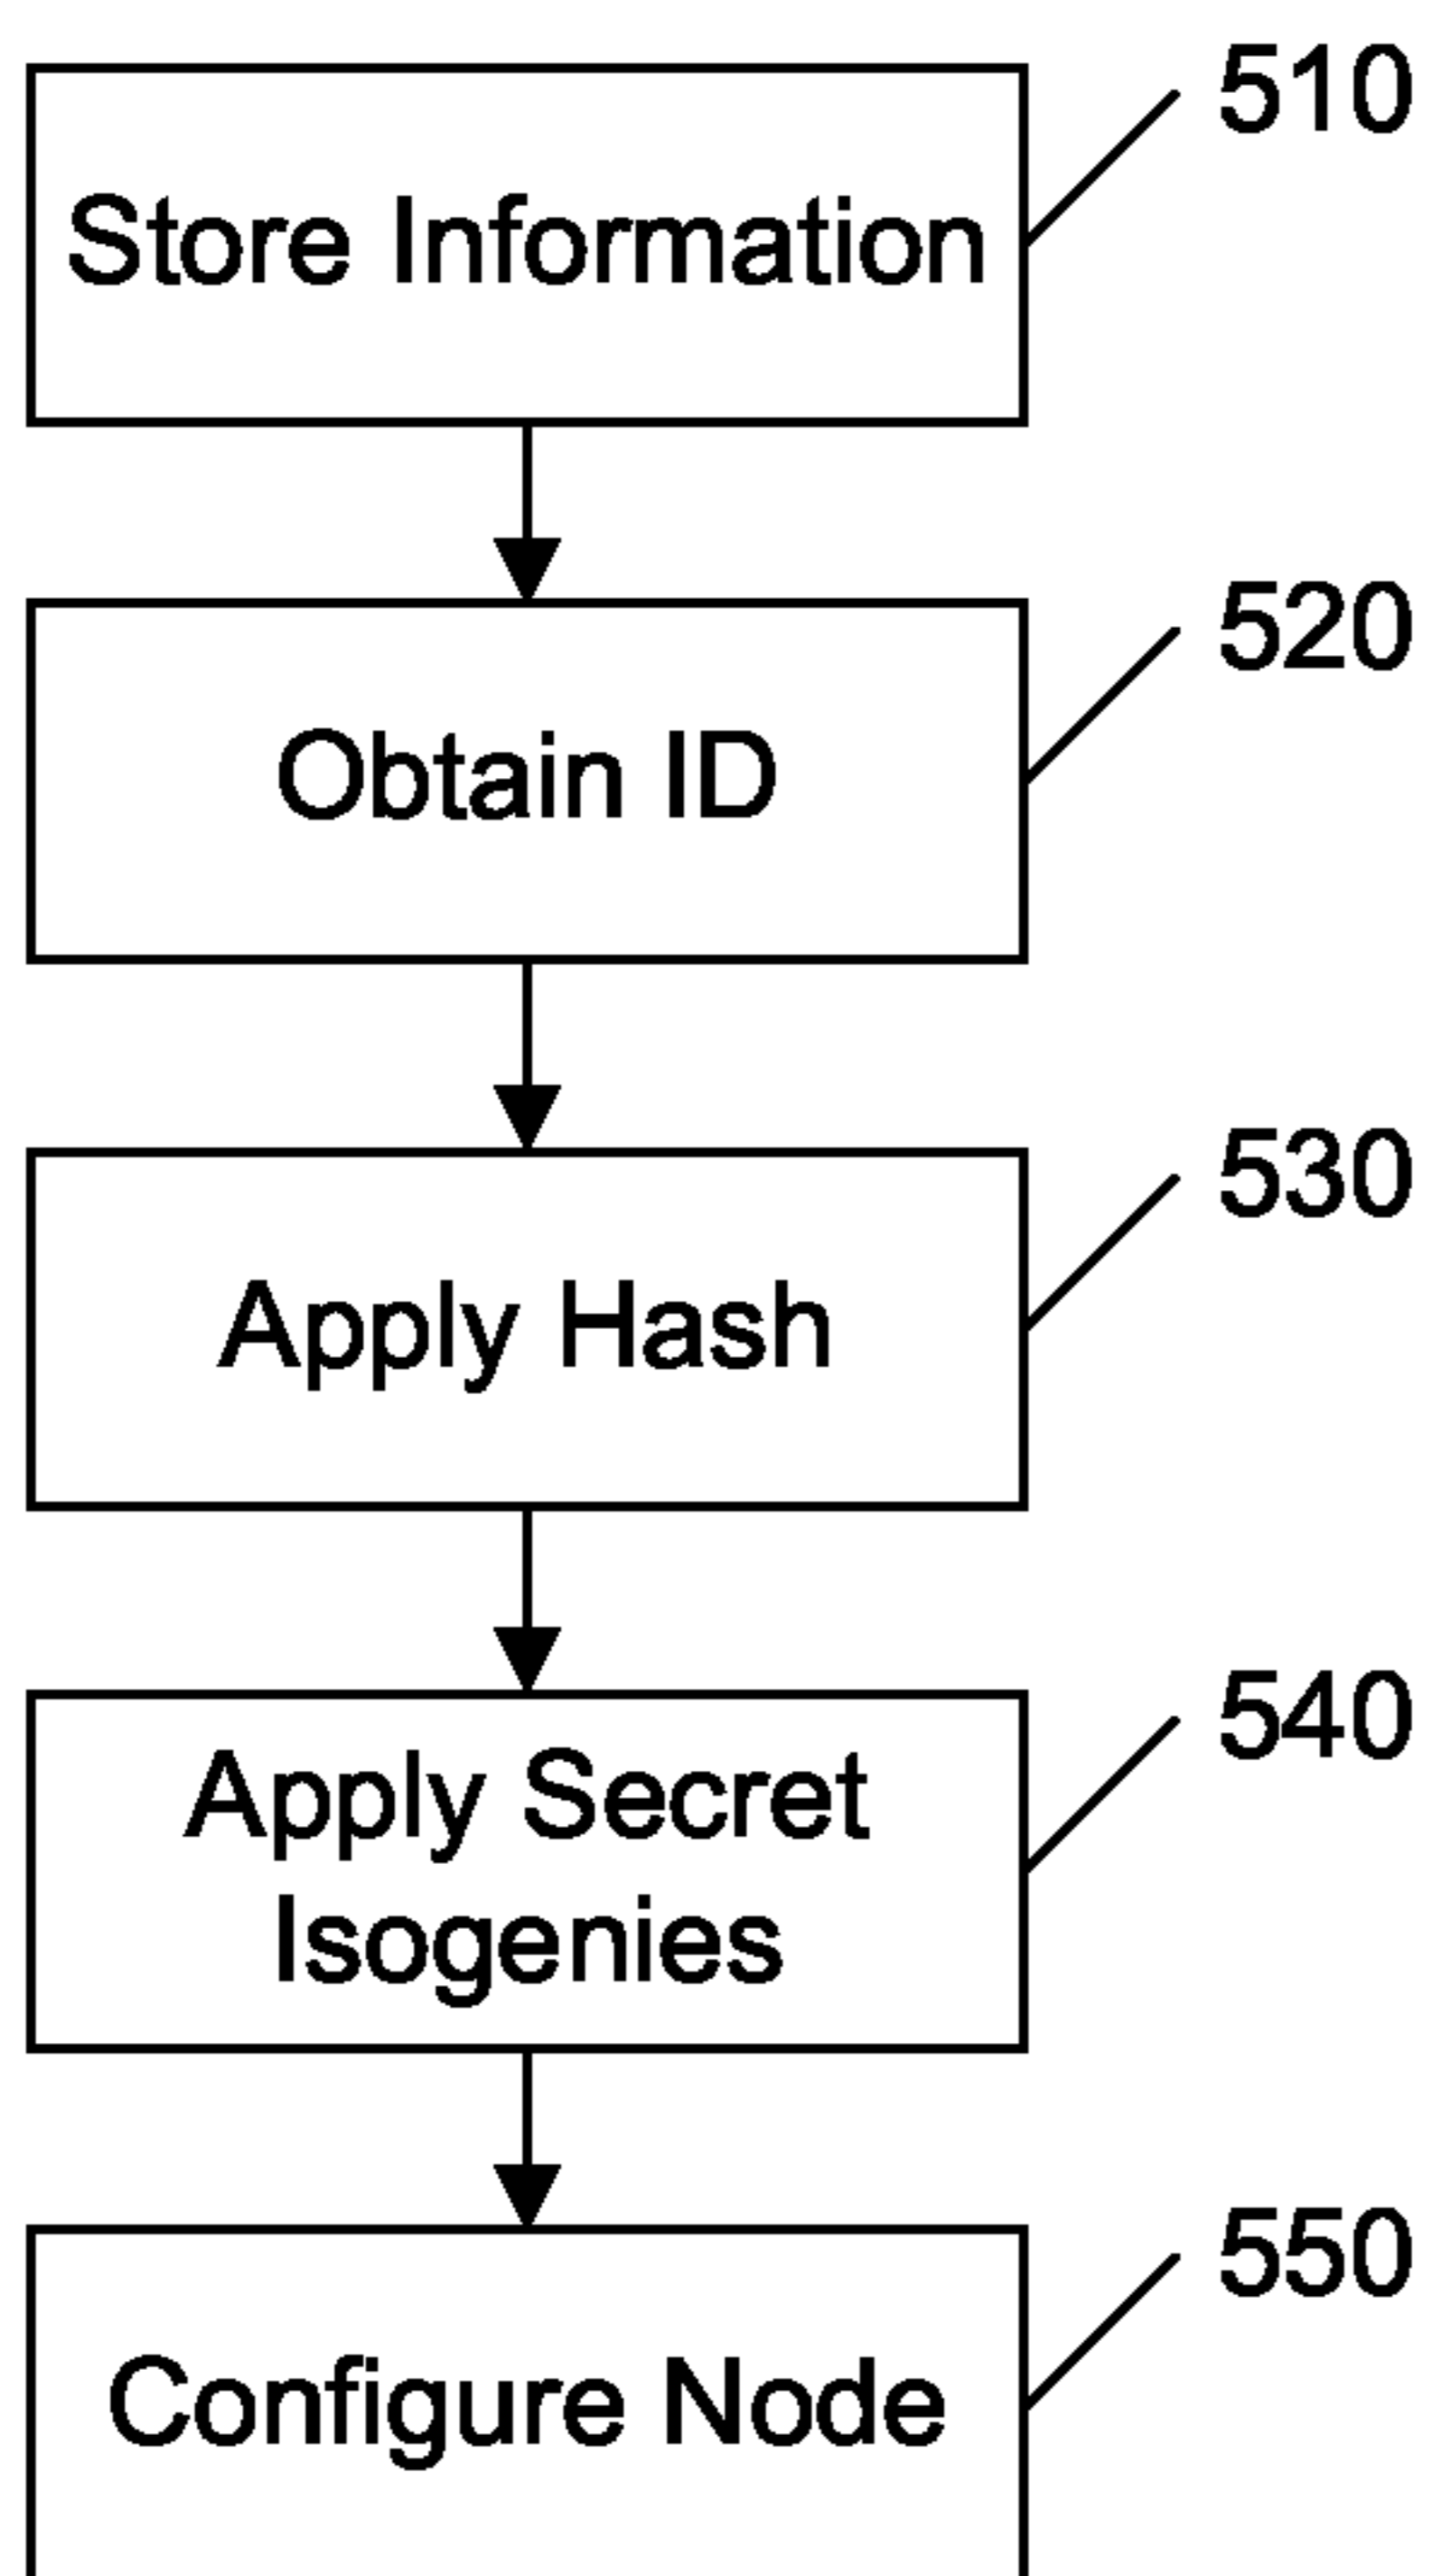 510
Store Information
520
Obtain ID
530
Apply Hash
540
Apply Secret
Isogenies
550
Configure Node